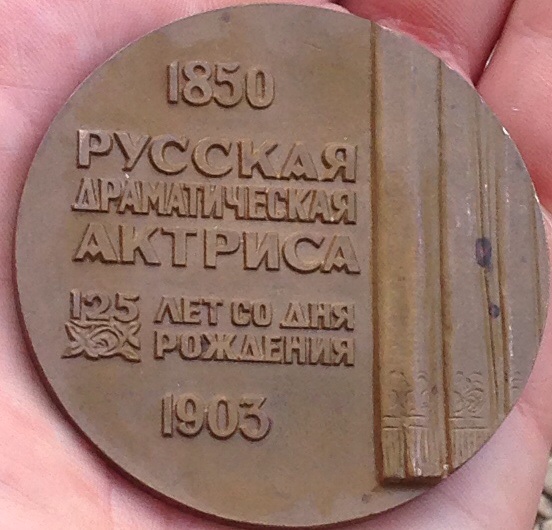 1850
РУССКАЯ
ДРАМАТИЧЕСКАЯ
АКТРИСА
125 ЛЕТ СО ДНЯ
РОЖДЕНИЯ
1903